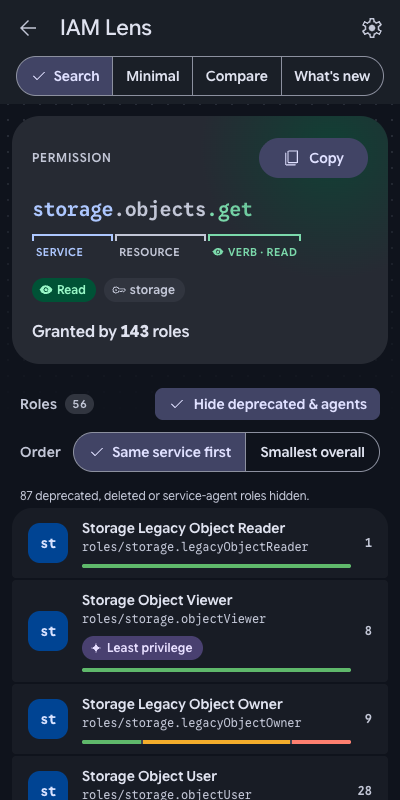 IAM Lens
Search Minimal Compare What's new
PERMISSION
Copy
storage.objects.get
SERVICE RESOURCE VERB · READ
Read storage
Granted by 143 roles
Roles 56 Hide deprecated & agents
Order Same service first Smallest overall
87 deprecated, deleted or service-agent roles hidden.
Storage Legacy Object Reader
st roles/storage.legacyObjectReader 1
Storage Object Viewer
roles/storage.objectViewer
st 8
Least privilege
Storage Legacy Object Owner
st roles/storage.legacyObjectOwner 9
Storage Object User
st roles/storage.objectUser 28